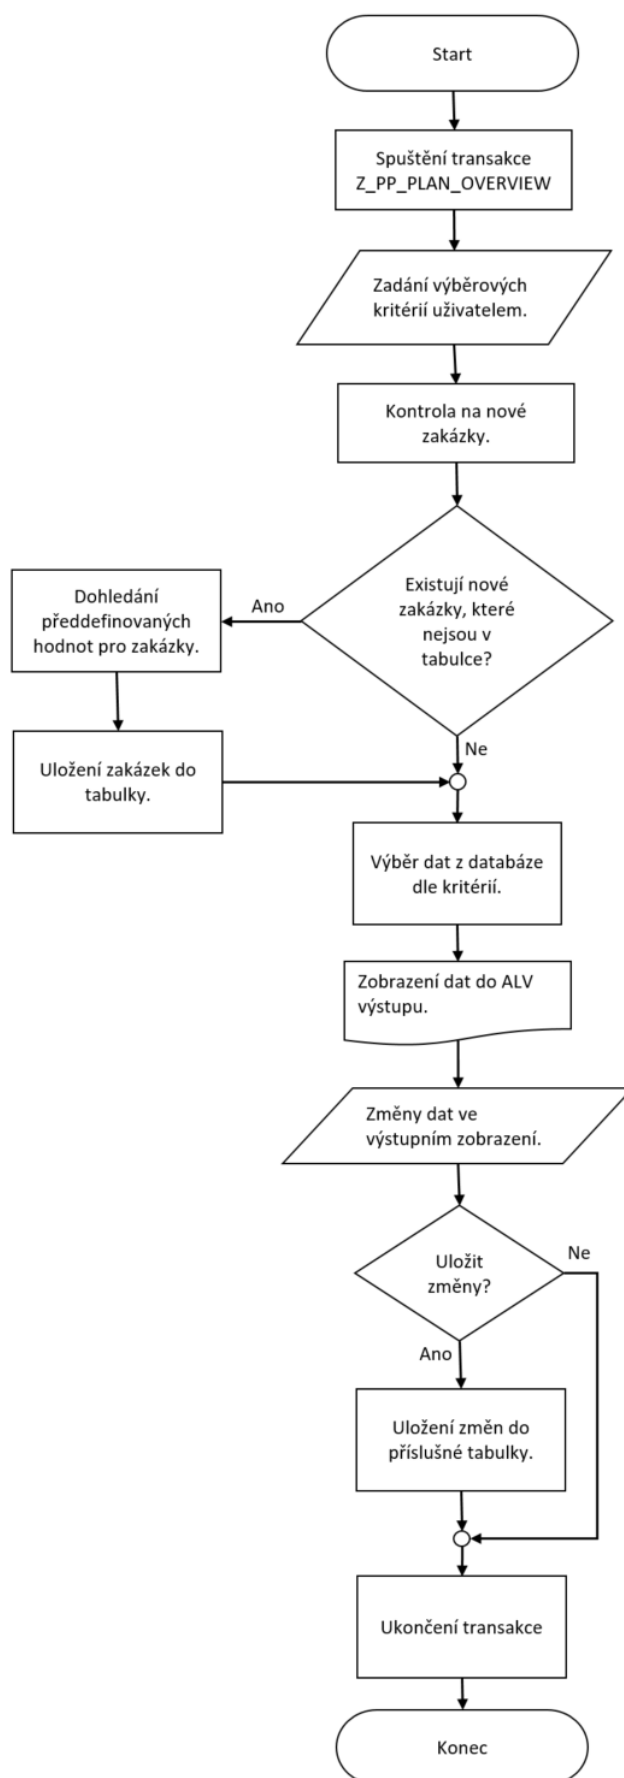 Start
Spuštění transakce
Z_PP_PLAN_OVERVIEW
Zadání výběrových
kritérií uživatelem.
Kontrola na nové
zakázky.
Existují nové
zakázky, které
nejsou v
tabulce?
Ano
Dohledání
předdefinovaných
hodnot pro zakázky.
Uložení zakázek do
tabulky.
Ne
Výběr dat z databáze
dle kritérií.
Zobrazení dat do ALV
výstupu.
Změny dat ve
výstupním zobrazení.
Uložit
změny?
Ne
Ano
Uložení změn do
příslušné tabulky.
Ukončení transakce
Konec